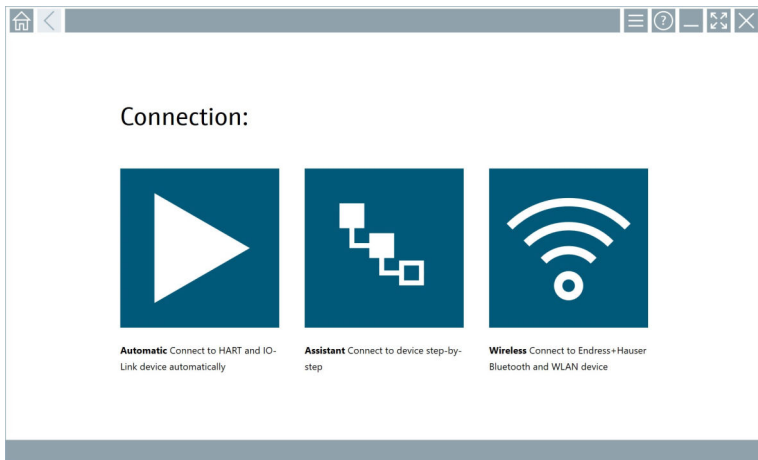 Connection:
Automatic Connect to HART and IO-
Link device automatically
Assistant Connect to device step-by-
step
Wireless Connect to Endress+Hauser
Bluetooth and WLAN device